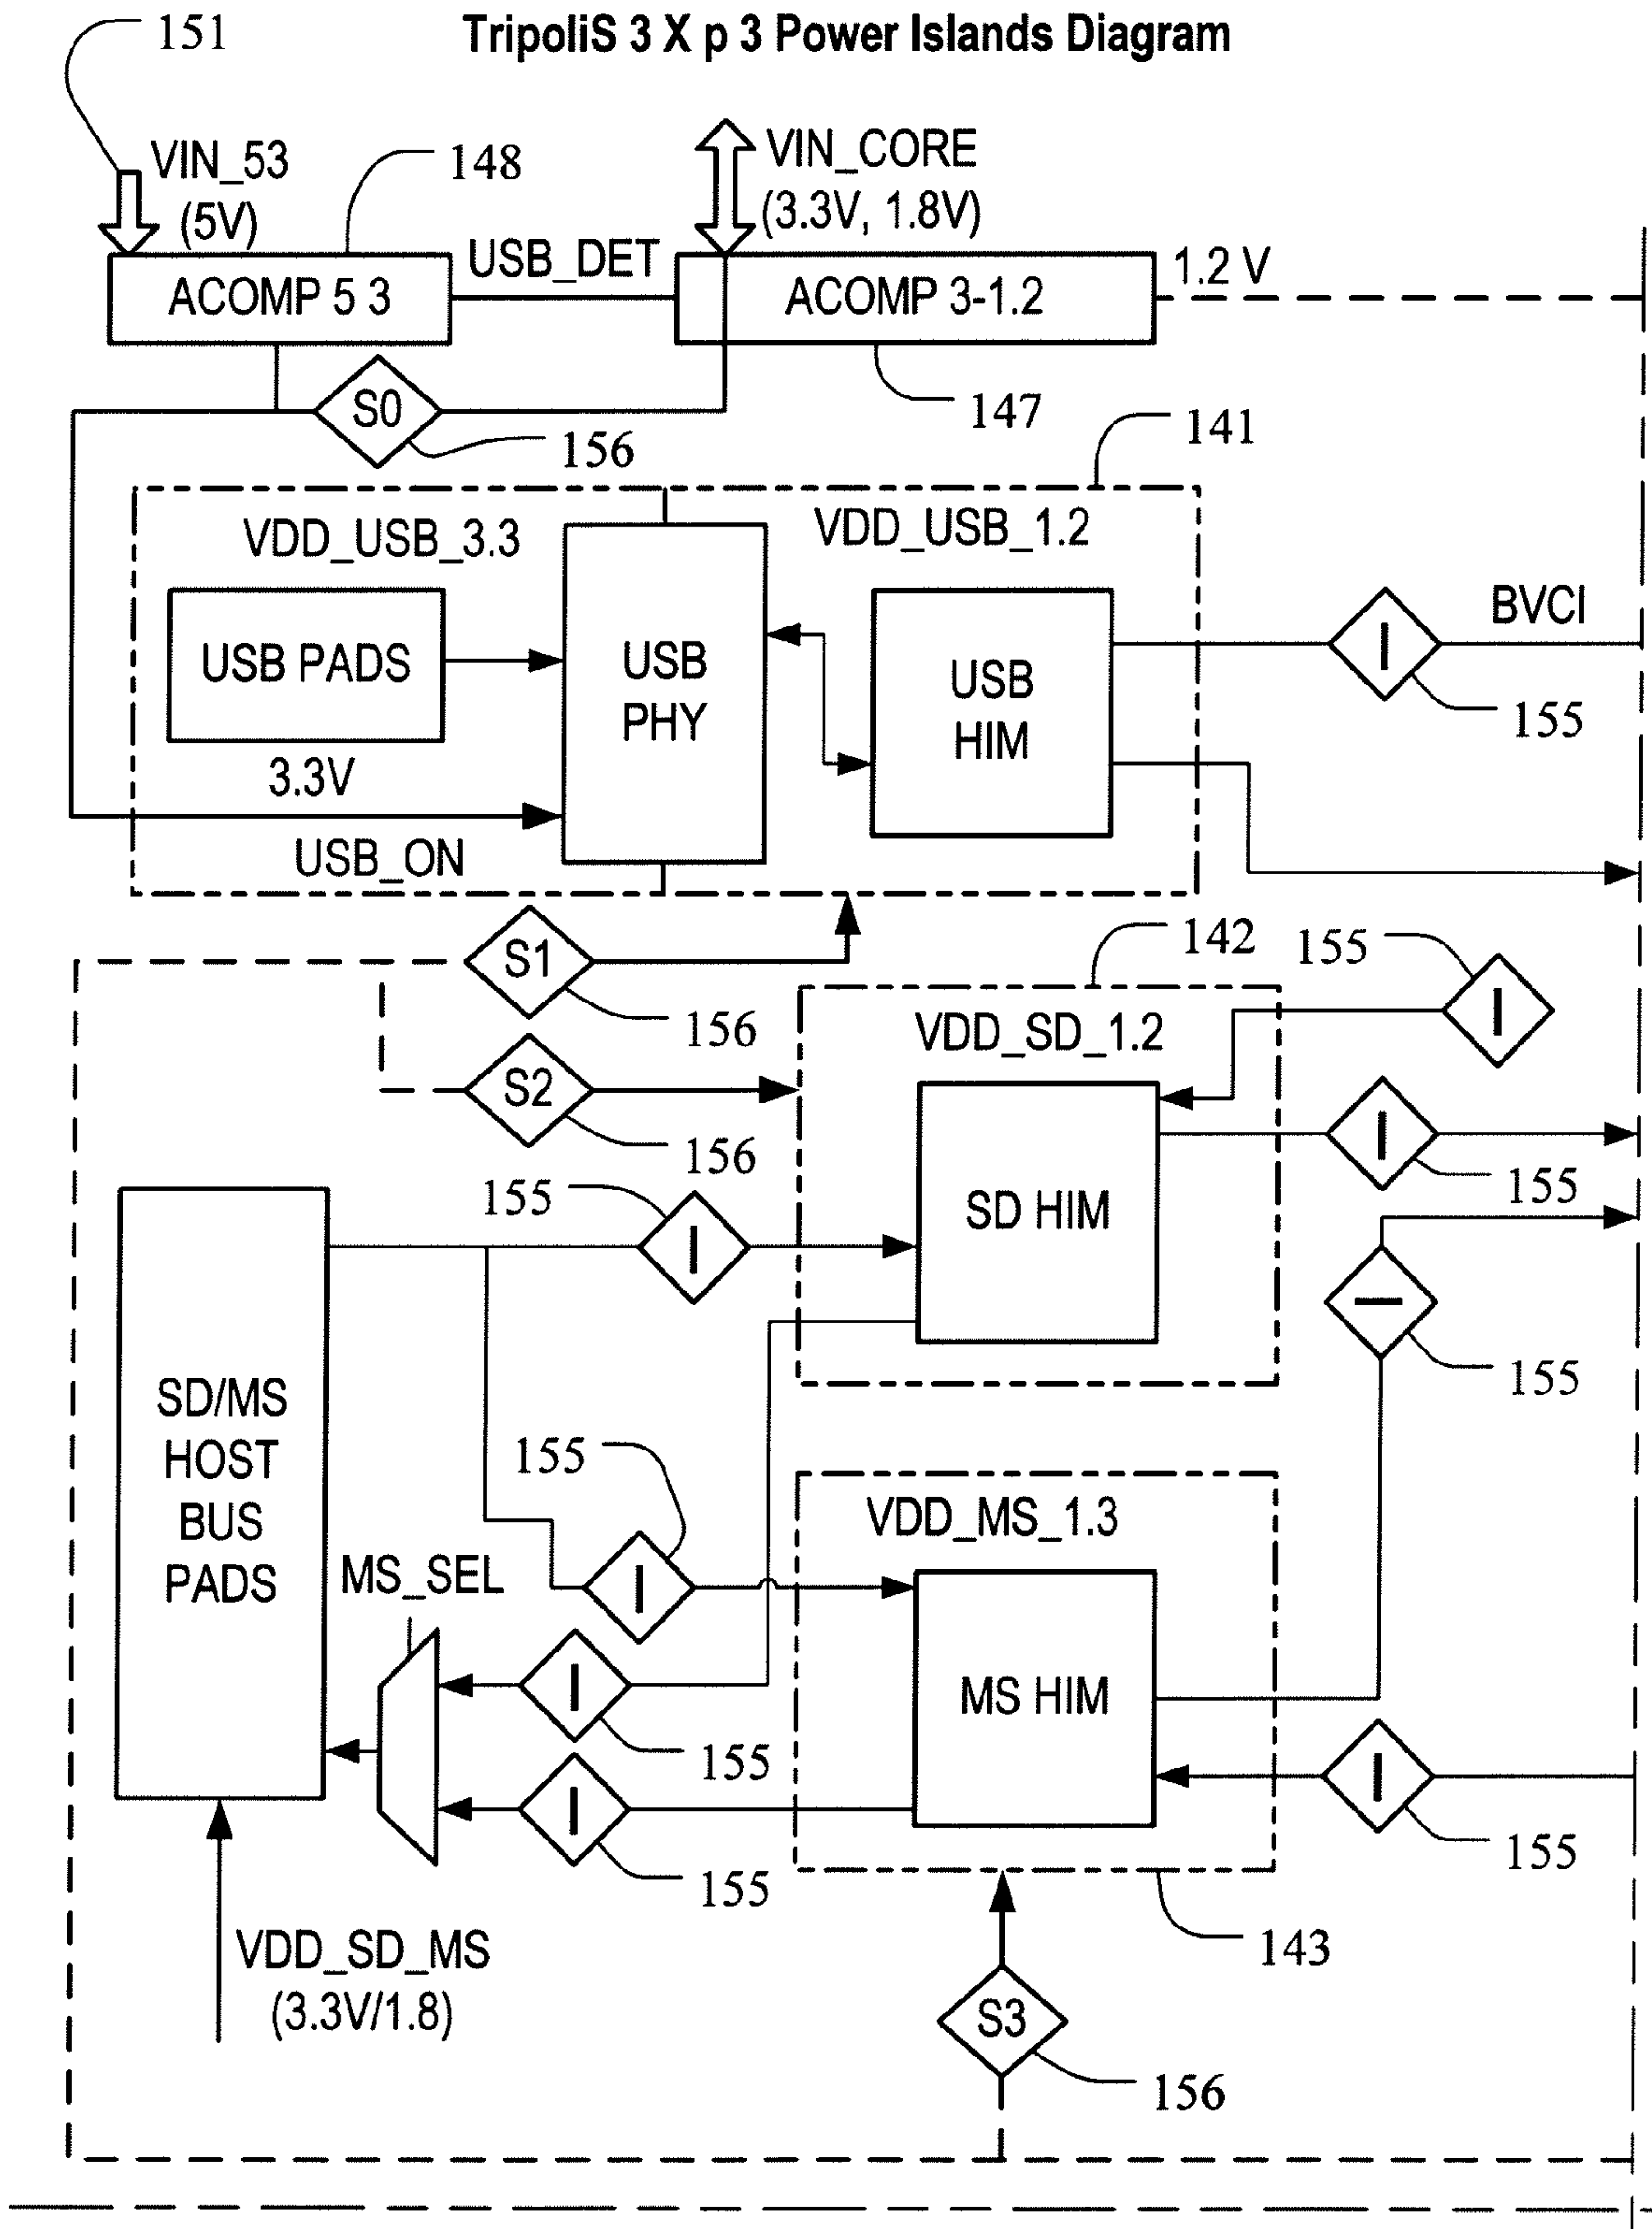 TripoliS 3 X p 3 Power Islands Diagram
151
VIN_53
(5V)
148
VIN_CORE
(3.3V, 1.8V)
ACOMP 5 3
USB_DET
ACOMP 3-1.2
1.2 V
S0
156
147
141
VDD_USB_3.3
VDD_USB_1.2
USB PADS
USB
PHY
USB
HIM
I
BVCI
155
3.3V
USB_ON
S1
156
142
155
I
VDD_SD_1.2
S2
156
I
155
155
I
SD HIM
I
155
SD/MS
HOST
BUS
PADS
155
I
VDD_MS_1.3
MS_SEL
I
155
MS HIM
I
155
I
155
VDD_SD_MS
(3.3V/1.8)
143
S3
156